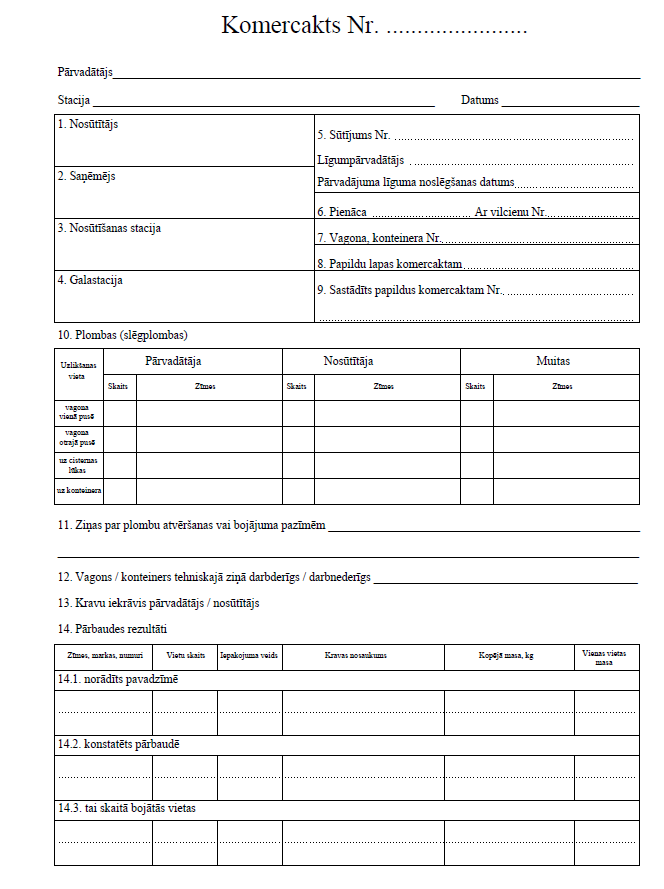 Komercakts Nr. .......................
Pārvadātājs
Stacija Datums
1. Nosūtītājs
2. Saņēmējs
3. Nosūtīšanas stacija
4. Galastacija
5. Sūtījums Nr.
Līgumpārvadātājs
Pārvadājuma līguma noslēgšanas datums
6. Pienāca Ar vilcienu Nr.
7. Vagona, konteinera Nr.
8. Papildu lapas komercaktam
9. Sastādīts papildus komercaktam Nr.
10. Plombas (slēgplombas)
Uzlikšanas vieta Pārvadātāja Nosūtītāja Muitas
Skaits Zīmes Skaits Zīmes Skaits Zīmes
vagona
vienā pusē
vagona
otrajā pusē
uz cisternas
lūkas
uz konteinera
11. Ziņas par plombu atvēršanas vai bojājuma pazīmēm
12. Vagons / konteiners tehniskajā ziņā darbderīgs / darbnederīgs
13. Kravu iekrāvis pārvadātājs / nosūtītājs
14. Pārbaudes rezultāti
Zīmes, markas, numuri Vietu skaits Iepakojuma veids Kravas nosaukums Kopējā masa, kg Vienas vietas masa
14.1. norādīts pavadzīmē
14.2. konstatēts pārbaudē
14.3. tai skaitā bojātās vietas